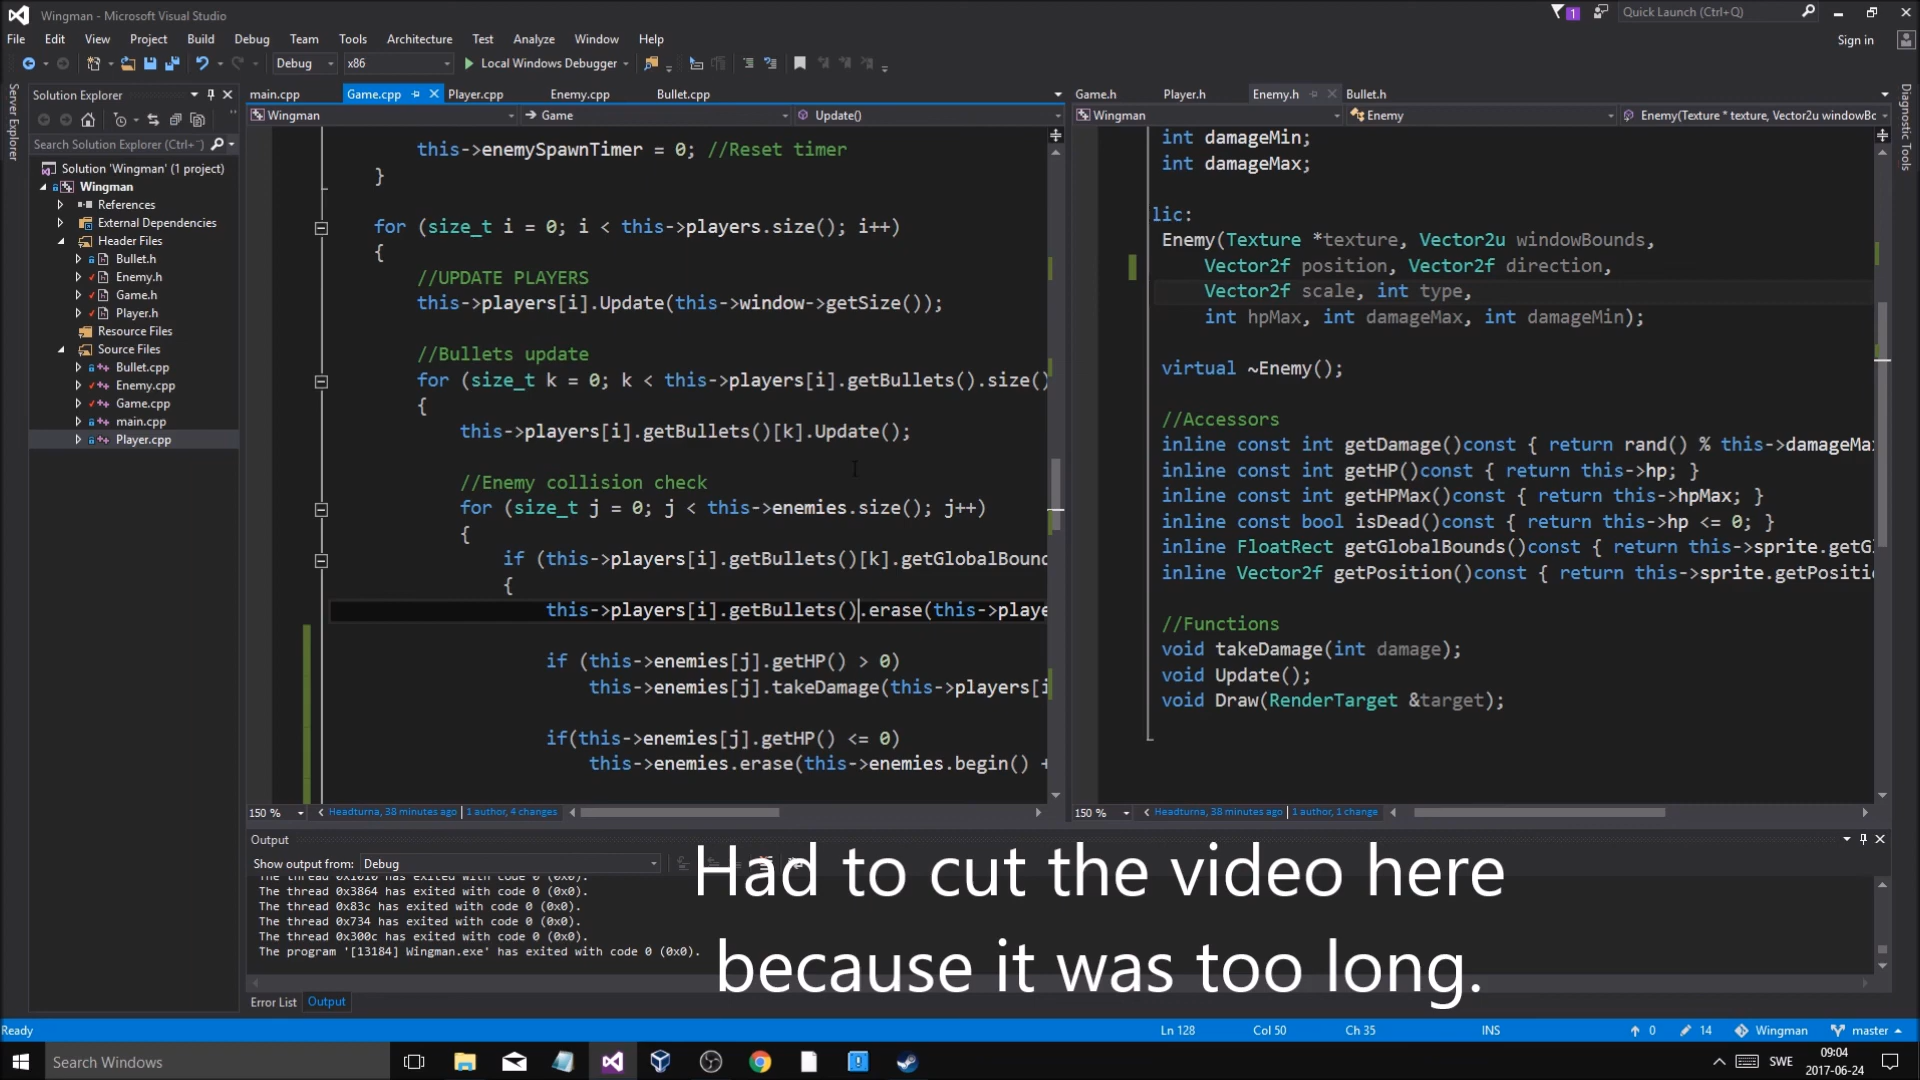 Wingman - Microsoft Visual Studio
1
Quick Launch (Ctrl+Q)
File Edit View Project Build Debug Team Tools Architecture Test Analyze Window Help
Sign in
Debug x86 Local Windows Debugger
Server Explorer
Solution Explorer
Search Solution Explorer (Ctrl+
Solution 'Wingman' (1 project)
Wingman
References
External Dependencies
Header Files
Bullet.h
Enemy.h
Game.h
Player.h
Resource Files
Source Files
Bullet.cpp
Enemy.cpp
Game.cpp
main.cpp
Player.cpp
main.cpp Game.cpp Player.cpp Enemy.cpp Bullet.cpp
Wingman Game Update()
this->enemySpawnTimer = 0; //Reset timer
}
for (size_t i = 0; i < this->players.size(); i++)
{
//UPDATE PLAYERS
this->players[i].Update(this->window->getSize());
//Bullets update
for (size_t k = 0; k < this->players[i].getBullets().size()
{
this->players[i].getBullets()[k].Update();
//Enemy collision check
for (size_t j = 0; j < this->enemies.size(); j++)
{
if (this->players[i].getBullets()[k].getGlobalBound
{
this->players[i].getBullets().erase(this->playe
if (this->enemies[j].getHP() > 0)
this->enemies[j].takeDamage(this->players[i
if(this->enemies[j].getHP() <= 0)
this->enemies.erase(this->enemies.begin() +
150 % Headturna, 38 minutes ago | 1 author, 4 changes
Game.h Player.h Enemy.h Bullet.h
Wingman Enemy Enemy(Texture * texture, Vector2u windowBo
int damageMin;
int damageMax;
lic:
Enemy(Texture *texture, Vector2u windowBounds,
Vector2f position, Vector2f direction,
Vector2f scale, int type,
int hpMax, int damageMax, int damageMin);
virtual ~Enemy();
//Accessors
inline const int getDamage()const { return rand() % this->damageMa
inline const int getHP()const { return this->hp; }
inline const int getHPMax()const { return this->hpMax; }
inline const bool isDead()const { return this->hp <= 0; }
inline FloatRect getGlobalBounds()const { return this->sprite.getGl
inline Vector2f getPosition()const { return this->sprite.getPositi
//Functions
void takeDamage(int damage);
void Update();
void Draw(RenderTarget &target);
150 % Headturna, 38 minutes ago | 1 author, 1 change
Diagnostic Tools
Output
Show output from: Debug
The thread 0x1010 has exited with code 0 (0x0).
The thread 0x3864 has exited with code 0 (0x0).
The thread 0x83c has exited with code 0 (0x0).
The thread 0x734 has exited with code 0 (0x0).
The thread 0x300c has exited with code 0 (0x0).
The program '[13184] Wingman.exe' has exited with code 0 (0x0).
Had to cut the video here
because it was too long.
Error List Output
Ready Ln 128 Col 50 Ch 35 INS 0 14 Wingman master
Search Windows
SWE
09:04
2017-06-24